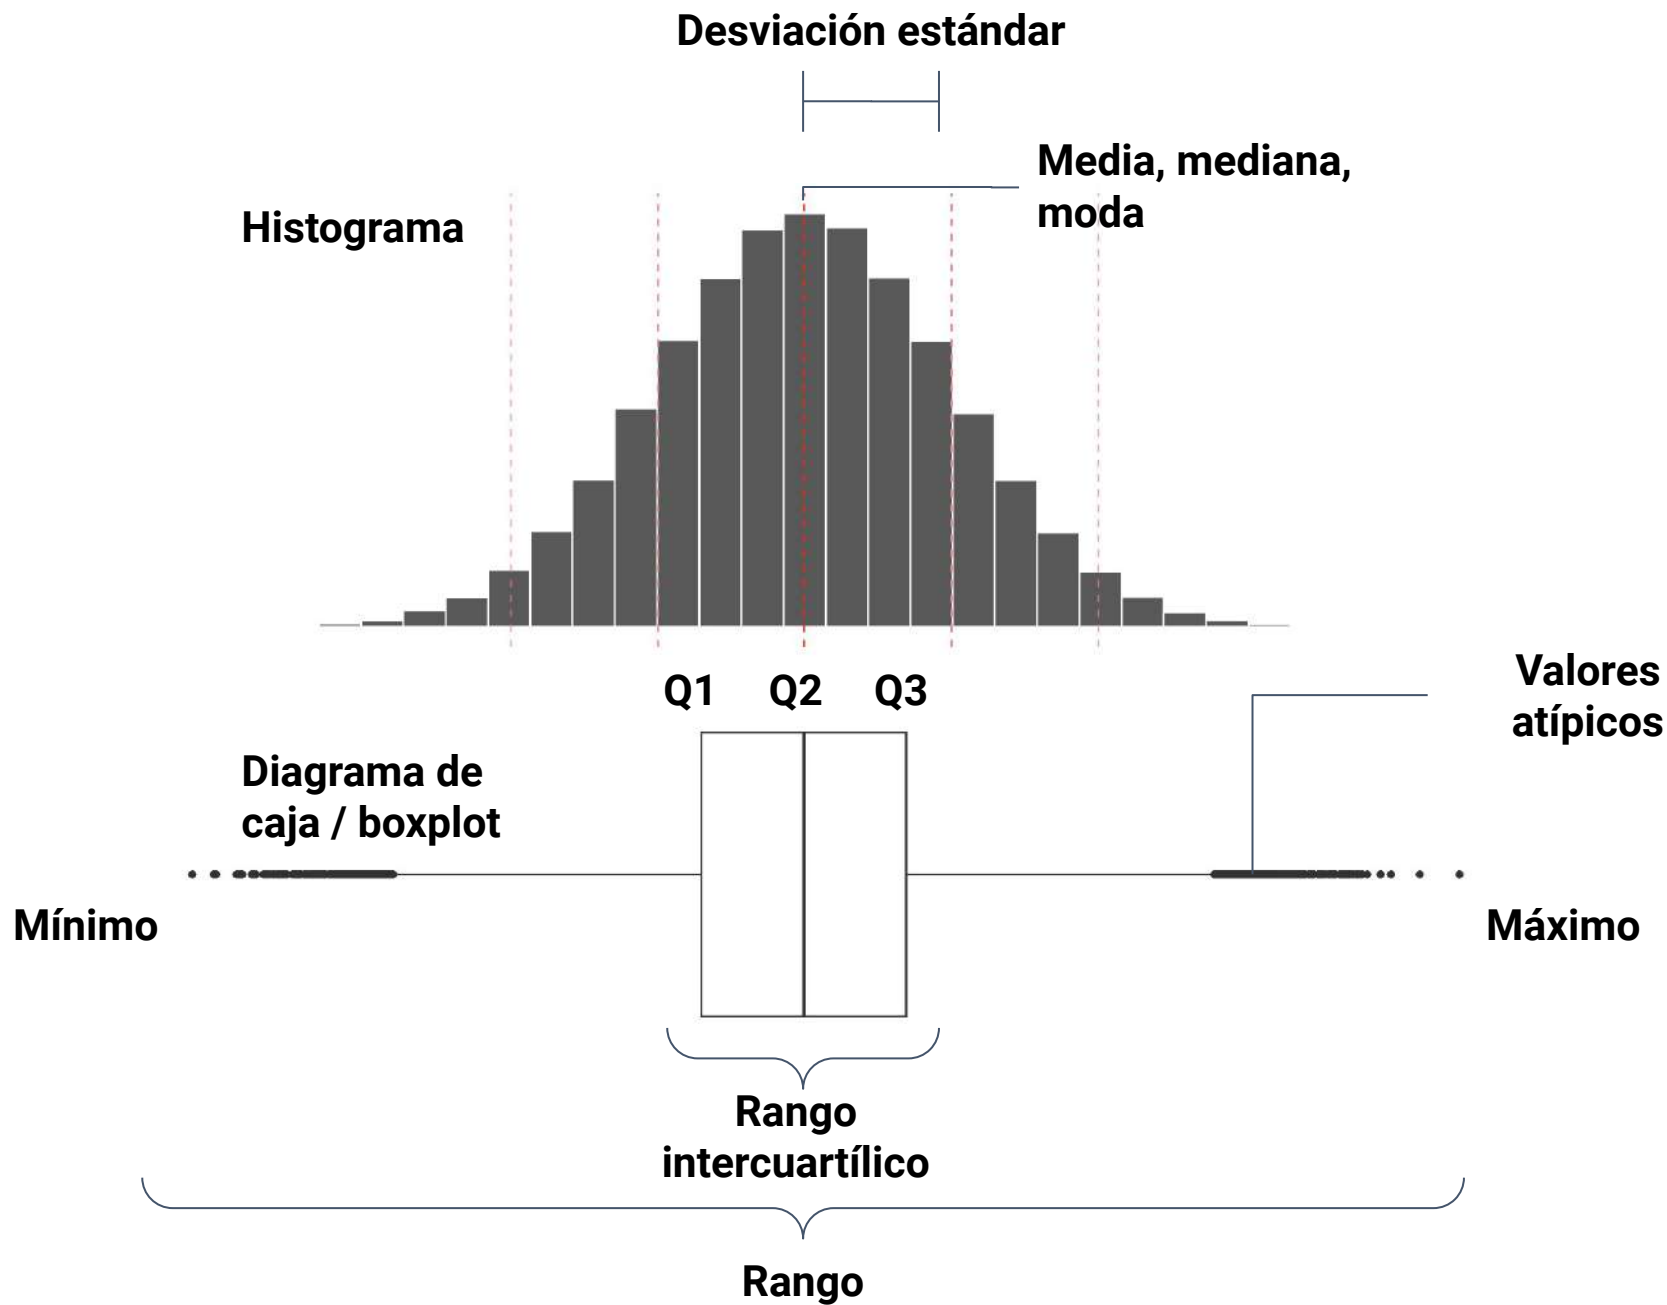 Desviación estándar
Media, mediana,
moda
Histograma
Q1 Q2 Q3
Valores
atípicos
Diagrama de
caja / boxplot
Mínimo
Máximo
Rango
intercuartílico
Rango